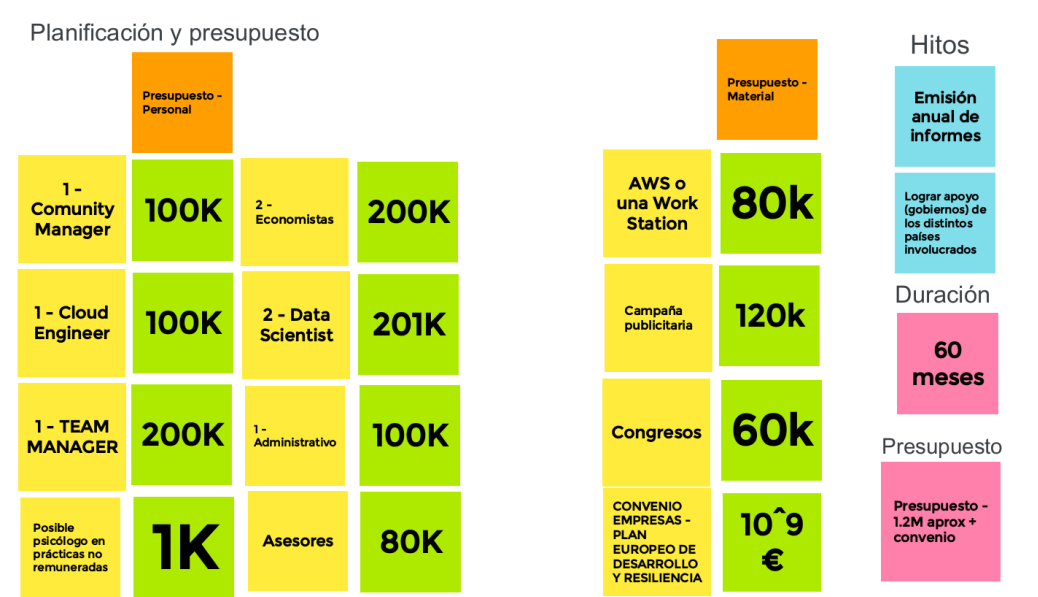 Planificación y presupuesto
Presupuesto -
Personal
1 -
Comunity
Manager
100K
2 -
Economistas
200K
1 - Cloud
Engineer
100K
2 - Data
Scientist
201K
1 - TEAM
MANAGER
200K
1 -
Administrativo
100K
Posible
psicólogo en
prácticas no
remuneradas
1K
Asesores
80K
Presupuesto -
Material
AWS o
una Work
Station
80k
Campaña
publicitaria
120k
Congresos
60k
CONVENIO
EMPRESAS -
PLAN
EUROPEO DE
DESARROLLO
Y RESILIENCIA
10^9
€
Hitos
Emisión
anual de
informes
Lograr apoyo
(gobiernos) de
los distintos
países
involucrados
Duración
60
meses
Presupuesto
Presupuesto -
1.2M aprox +
convenio